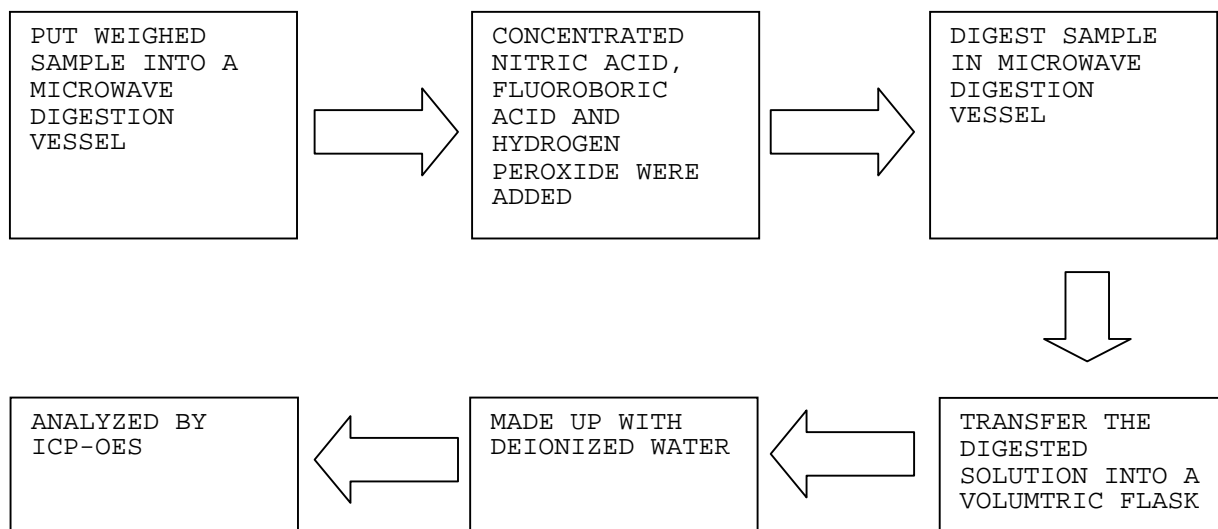 PUT WEIGHED
SAMPLE INTO A
MICROWAVE
DIGESTION
VESSEL
CONCENTRATED
NITRIC ACID,
FLUOROBORIC
ACID AND
HYDROGEN
PEROXIDE WERE
ADDED
DIGEST SAMPLE
IN MICROWAVE
DIGESTION
VESSEL
TRANSFER THE
DIGESTED
SOLUTION INTO A
VOLUMTRIC FLASK
MADE UP WITH
DEIONIZED WATER
ANALYZED BY
ICP-OES